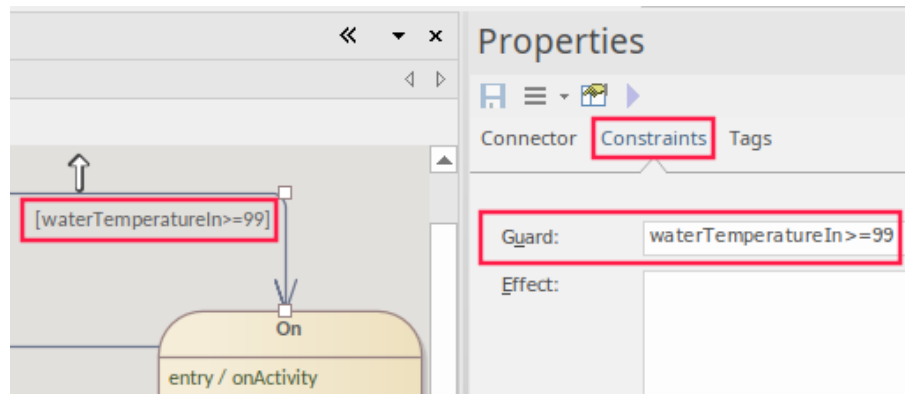 Properties
Connector Constraints Tags
[waterTemperatureIn>=99]
Guard: waterTemperatureIn>=99
Effect:
On
entry / onActivity